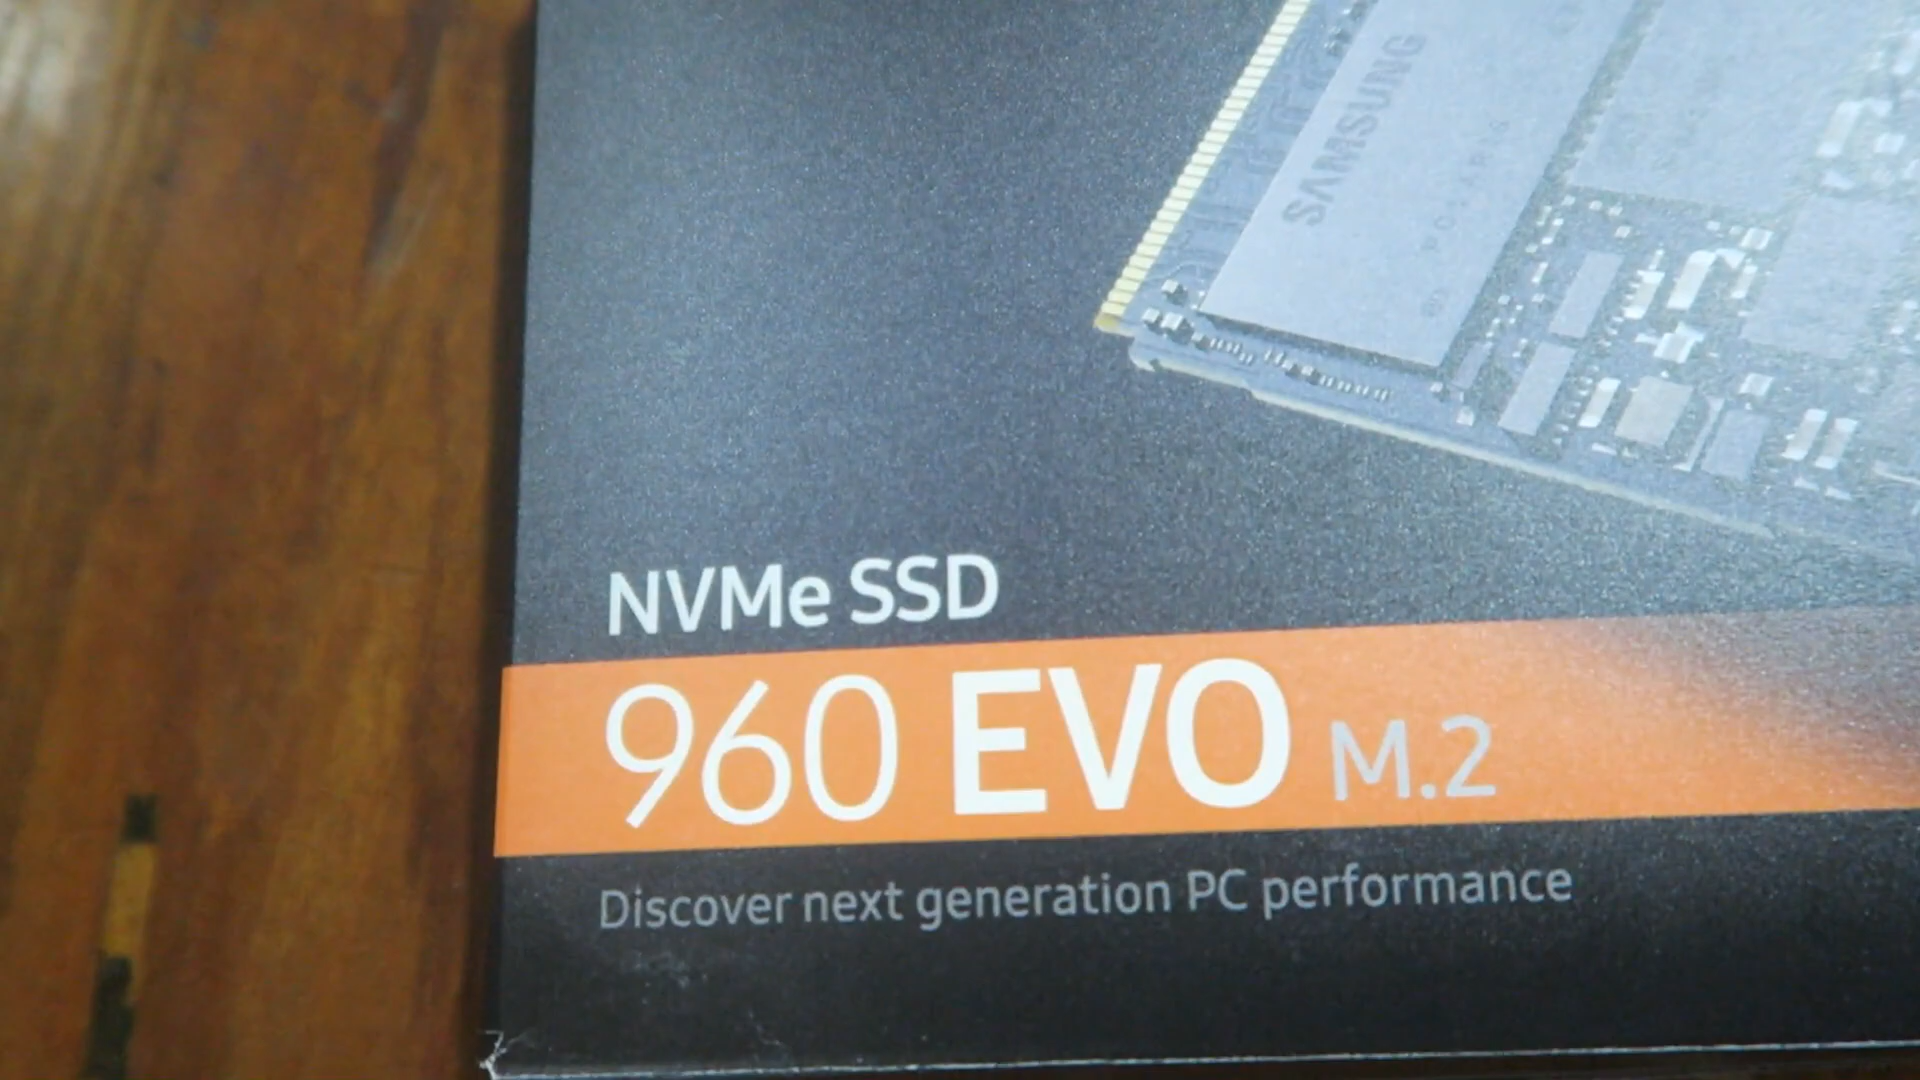 SAMSUNG
NVMe SSD
960 EVO M.2
Discover next generation PC performance